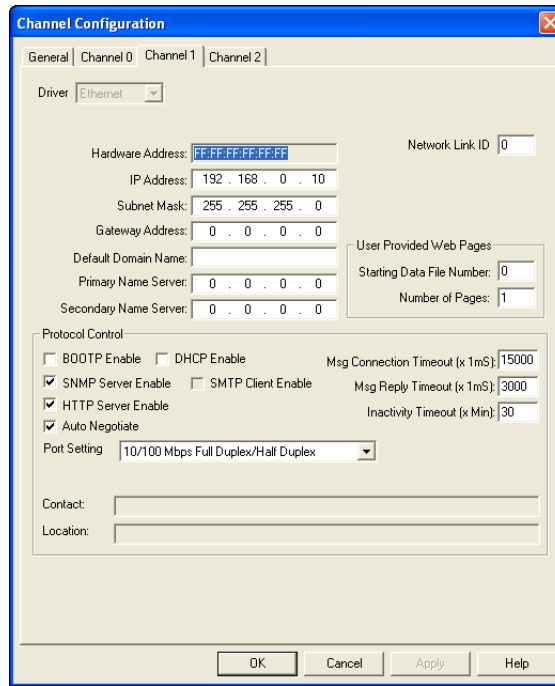 Channel Configuration
General Channel 0 Channel 1 Channel 2
Driver Ethernet
Hardware Address: FF:FF:FF:FF:FF:FF Network Link ID 0
IP Address: 192 . 168 . 0 . 10
Subnet Mask: 255 . 255 . 255 . 0
Gateway Address: 0 . 0 . 0 . 0
Default Domain Name:
Primary Name Server: 0 . 0 . 0 . 0
Secondary Name Server: 0 . 0 . 0 . 0
User Provided Web Pages
Starting Data File Number: 0
Number of Pages: 1
Protocol Control
BOOTP Enable DHCP Enable
SNMP Server Enable SMTP Client Enable
HTTP Server Enable
Auto Negotiate
Msg Connection Timeout (x 1mS): 15000
Msg Reply Timeout (x 1mS): 3000
Inactivity Timeout (x Min): 30
Port Setting 10/100 Mbps Full Duplex/Half Duplex
Contact:
Location:
OK Cancel Apply Help